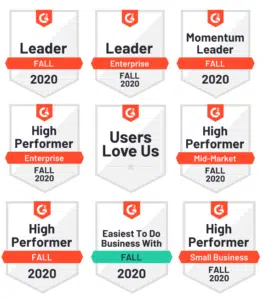 Leader
FALL
2020
Leader
Enterprise
FALL
2020
Momentum
Leader
FALL
2020
High
Performer
Enterprise
FALL
2020
Users
Love Us
High
Performer
Mid-Market
FALL
2020
High
Performer
FALL
2020
Easiest To Do
Business With
FALL
2020
High
Performer
Small Business
FALL
2020